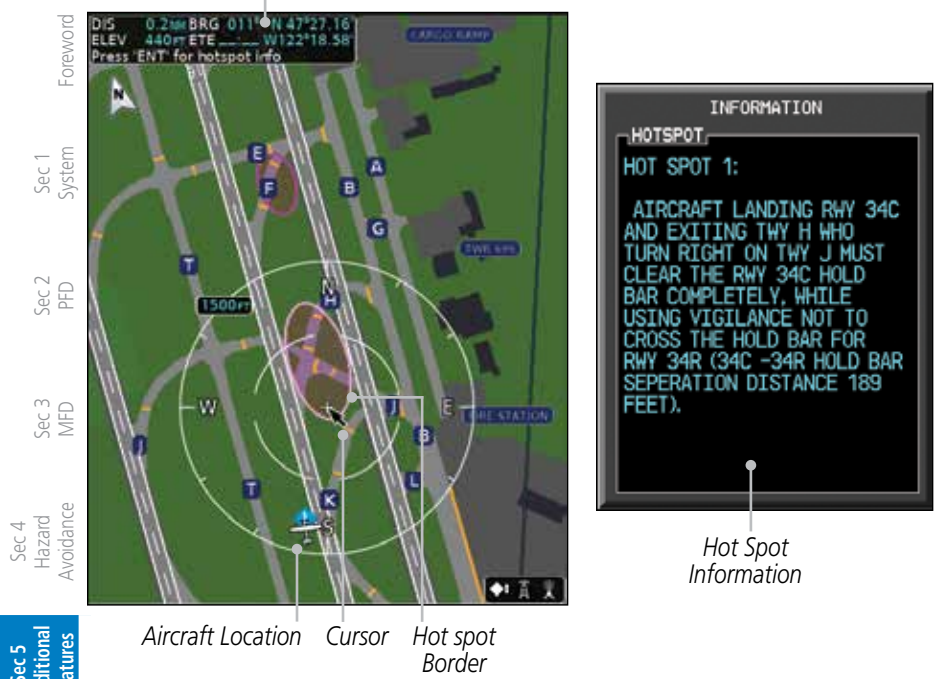 DIS 0.2NM BRG 011° N 47°27.16
ELEV 440FT ETE __:__ W122°18.58
Press 'ENT' for hotspot info
CARGO RAMP
N
E
A
F
B
G
TWR 695
T
N
H
1500FT
W
J
E
FIRE STATION
J
B
T
L
K
S
Aircraft Location
Cursor
Hot spot
Border
INFORMATION
HOTSPOT
HOT SPOT 1:
AIRCRAFT LANDING RWY 34C
AND EXITING TWY H WHO
TURN RIGHT ON TWY J MUST
CLEAR THE RWY 34C HOLD
BAR COMPLETELY, WHILE
USING VIGILANCE NOT TO
CROSS THE HOLD BAR FOR
RWY 34R (34C -34R HOLD BAR
SEPERATION DISTANCE 189
FEET).
Hot Spot
Information
Foreword
Sec 1
System
Sec 2
PFD
Sec 3
MFD
Sec 4
Hazard
Avoidance
Sec 5
ditional
atures